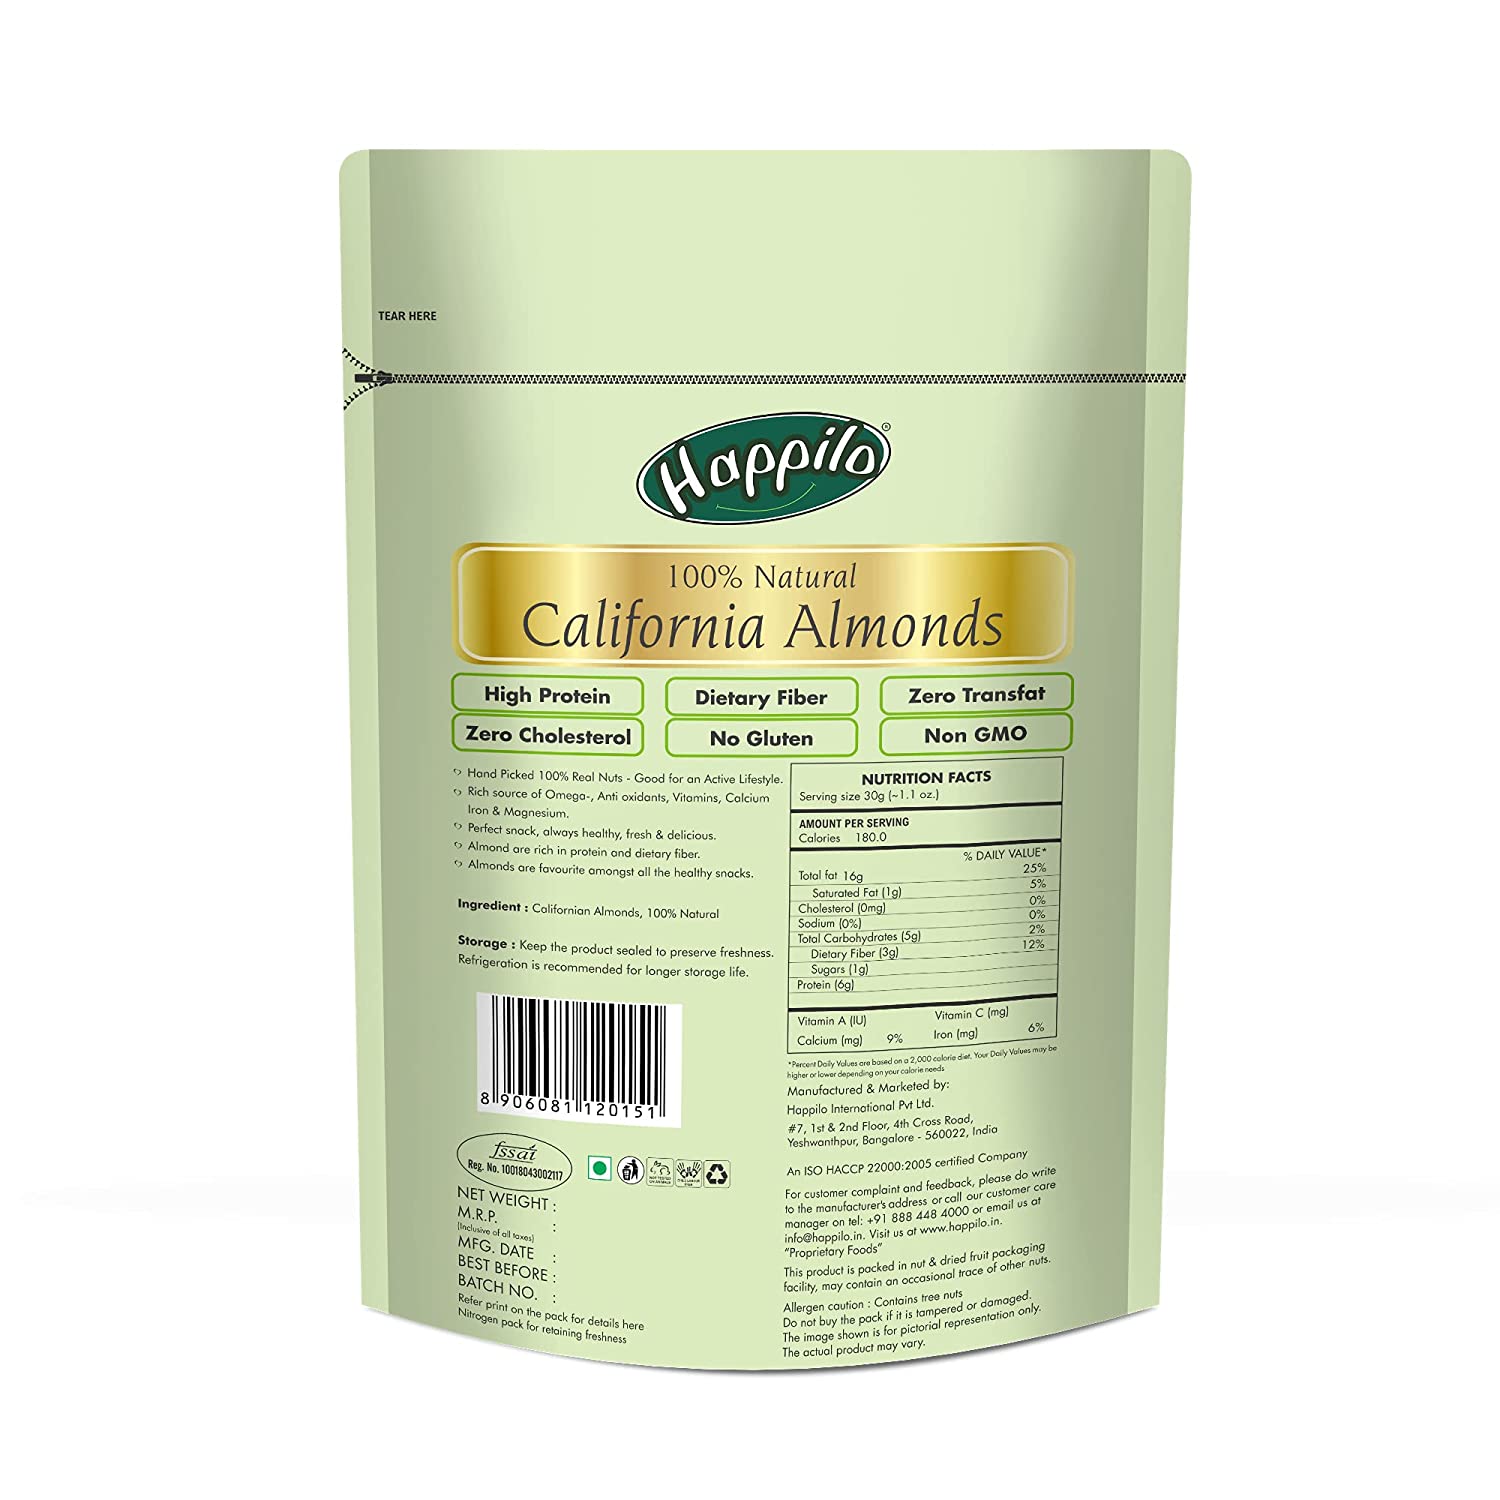 TEAR HERE
Happilo®
100% Natural
California Almonds
High Protein
Dietary Fiber
Zero Transfat
Zero Cholesterol
No Gluten
Non GMO
Hand Picked 100% Real Nuts - Good for an Active Lifestyle.
Rich source of Omega-, Anti oxidants, Vitamins, Calcium
Iron & Magnesium.
Perfect snack, always healthy, fresh & delicious.
Almond are rich in protein and dietary fiber.
Almonds are favourite amongst all the healthy snacks.
Ingredient : Californian Almonds, 100% Natural
Storage : Keep the product sealed to preserve freshness.
Refrigeration is recommended for longer storage life.
8 906081 120151
fssai
Reg. No. 10018043002117
NET WEIGHT :
M.R.P. :
(Inclusive of all taxes)
MFG. DATE :
BEST BEFORE :
BATCH NO. :
Refer print on the pack for details here
Nitrogen pack for retaining freshness
NUTRITION FACTS
Serving size 30g (~1.1 oz.)
AMOUNT PER SERVING
Calories 180.0
% DAILY VALUE*
Total fat 16g 25%
Saturated Fat (1g) 5%
Cholesterol (0mg) 0%
Sodium (0%) 0%
Total Carbohydrates (5g) 2%
Dietary Fiber (3g) 12%
Sugars (1g)
Protein (6g)
Vitamin A (IU) Vitamin C (mg)
Calcium (mg) 9% Iron (mg) 6%
*Percent Daily Values are based on a 2,000 calorie diet. Your Daily Values may be
higher or lower depending on your calorie needs
Manufactured & Marketed by:
Happilo International Pvt Ltd.
#7, 1st & 2nd Floor, 4th Cross Road,
Yeshwanthpur, Bangalore - 560022, India
An ISO HACCP 22000:2005 certified Company
For customer complaint and feedback, please do write
to the manufacturer's address or call our customer care
manager on tel: +91 888 448 4000 or email us at
info@happilo.in. Visit us at www.happilo.in.
"Proprietary Foods"
This product is packed in nut & dried fruit packaging
facility, may contain an occasional trace of other nuts.
Allergen caution : Contains tree nuts
Do not buy the pack if it is tampered or damaged.
The image shown is for pictorial representation only.
The actual product may vary.